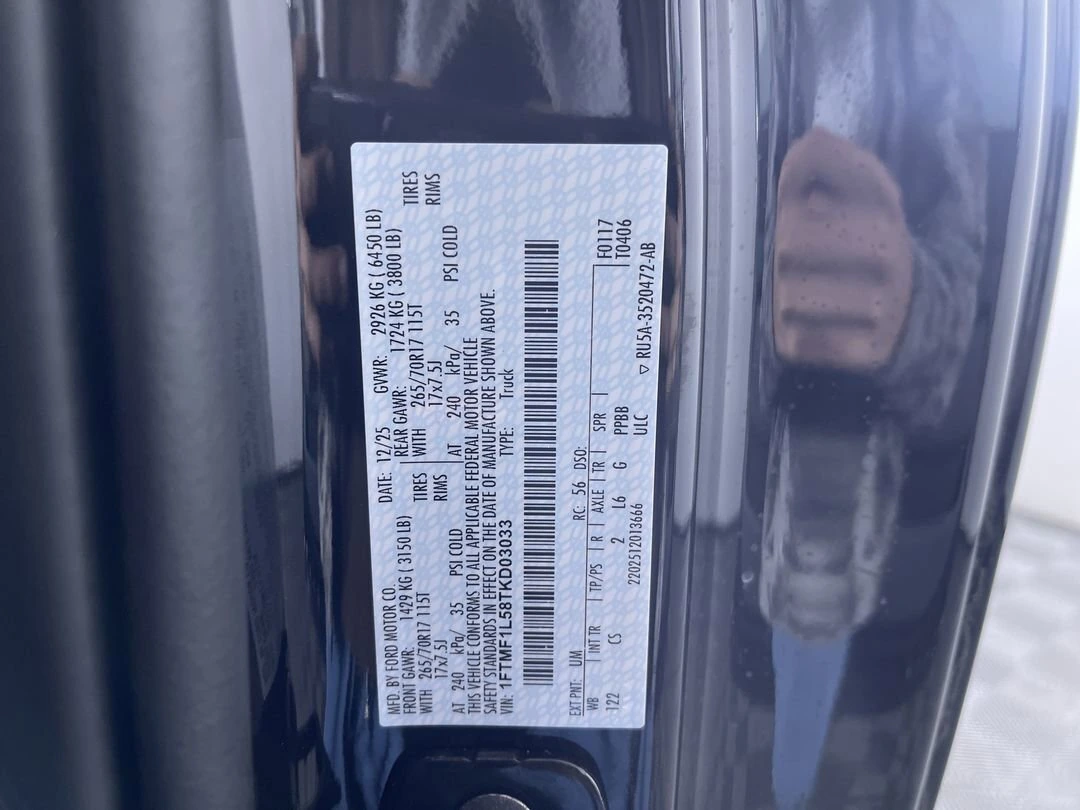 MFD. BY FORD MOTOR CO. DATE: 12/25 GVWR: 2926 KG ( 6450 LB)
FRONT GAWR: 1429 KG ( 3150 LB) REAR GAWR: 1724 KG ( 3800 LB)
WITH 265/70R17 115T TIRES WITH 265/70R17 115T TIRES
17x7.5J RIMS 17x7.5J RIMS
AT 240 kPa/ 35 PSI COLD AT 240 kPa/ 35 PSI COLD
THIS VEHICLE CONFORMS TO ALL APPLICABLE FEDERAL MOTOR VEHICLE
SAFETY STANDARDS IN EFFECT ON THE DATE OF MANUFACTURE SHOWN ABOVE.
VIN: 1FTMF1L58TKD03033 TYPE: Truck
EXT PNT: UM RC: 56 DSO:
WB INT TR TP/PS R AXLE TR SPR F0117
122 CS 2 L6 G PPBB T0406
2202512013666 ULC ▽ RU5A-3520472-AB